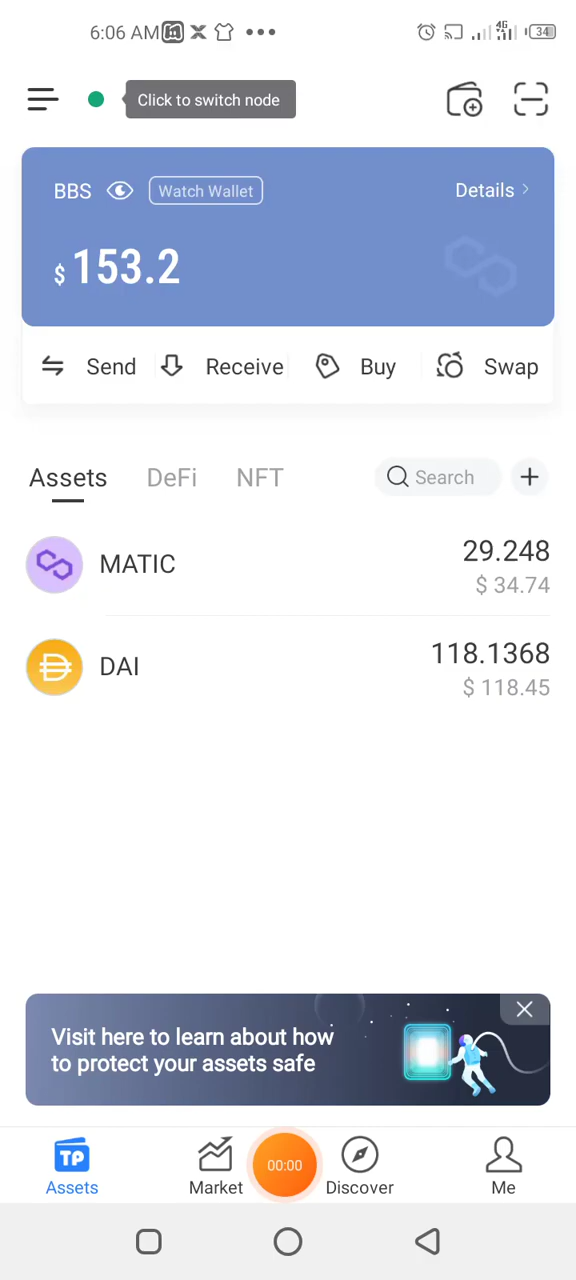 6:06 AM
4G
34
Click to switch node
BBS
Watch Wallet
Details
$ 153.2
Send
Receive
Buy
Swap
Assets
DeFi
NFT
Search
MATIC
29.248
$ 34.74
DAI
118.1368
$ 118.45
Visit here to learn about how
to protect your assets safe
TP
00:00
Assets
Market
Discover
Me